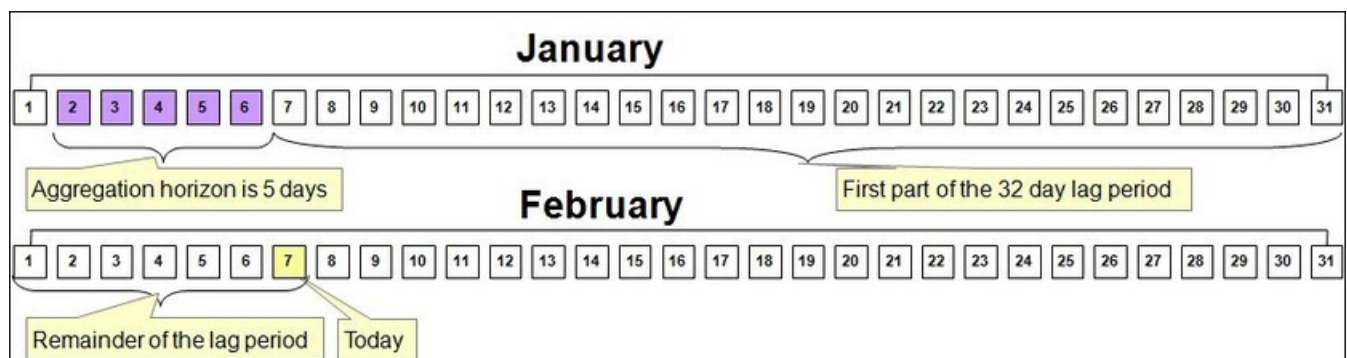 January
1 2 3 4 5 6 7 8 9 10 11 12 13 14 15 16 17 18 19 20 21 22 23 24 25 26 27 28 29 30 31
Aggregation horizon is 5 days
First part of the 32 day lag period
February
1 2 3 4 5 6 7 8 9 10 11 12 13 14 15 16 17 18 19 20 21 22 23 24 25 26 27 28 29 30 31
Remainder of the lag period
Today